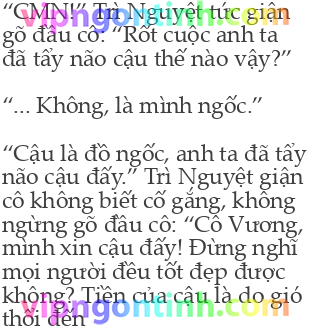 “CMN!” Trì Nguyệt tức giận
gõ đầu cô: “Rốt cuộc anh ta
đã tẩy não cậu thế nào vậy?”
“... Không, là mình ngốc.”
“Cậu là đồ ngốc, anh ta đã tẩy
não cậu đấy.” Trì Nguyệt giận
cô không biết cố gắng, không
ngừng gõ đầu cô: “Cô Vương,
mình xin cậu đấy! Đừng nghĩ
mọi người đều tốt đẹp được
không? Tiền của cậu là do gió
thổi đến
vipngontinh.com
vipngontinh.com